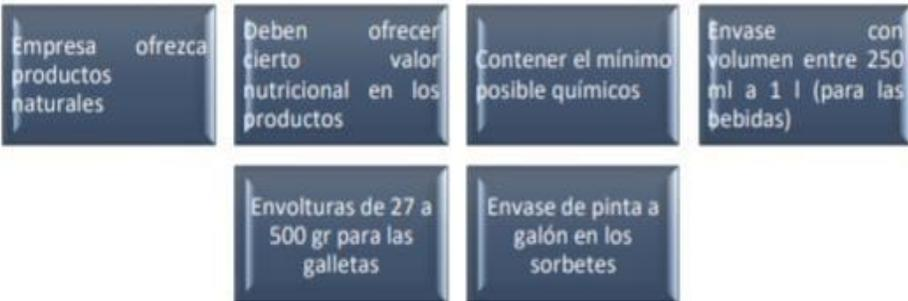 Empresa ofrezca
productos
naturales
Deben ofrecer
cierto valor
nutricional en los
productos
Contener el mínimo
posible químicos
Envase con
volumen entre 250
ml a 1 l (para las
bebidas)
Envolturas de 27 a
500 gr para las
galletas
Envase de pinta a
galón en los
sorbetes